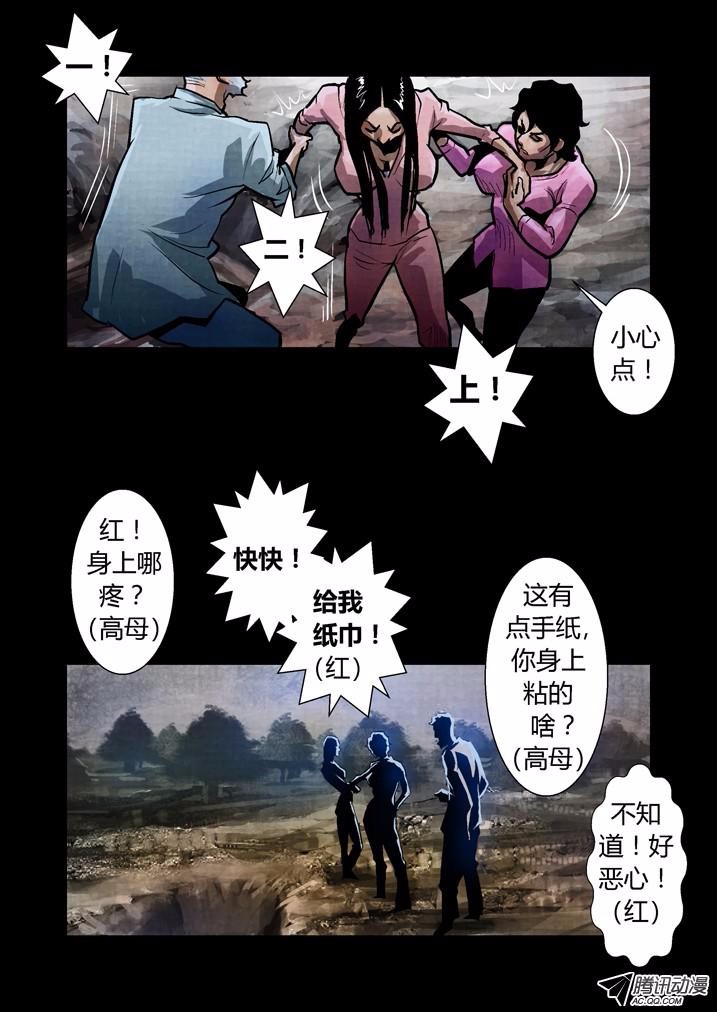 一！
二！
小心
点！
上！
红！
身上哪
疼？
（高母）
快快！
给我
纸巾！
（红）
这有
点手纸，
你身上
粘的
啥？
（高母）
不知
道！好
恶心！
（红）
腾讯动漫
AC.QQ.COM